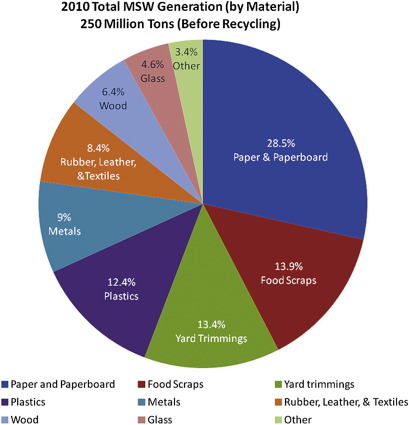 2010 Total MSW Generation (by Material)
250 Million Tons (Before Recycling)
3.4%
Other
4.6%
Glass
6.4%
Wood
28.5%
Paper & Paperboard
8.4%
Rubber, Leather,
&Textiles
9%
Metals
13.9%
Food Scraps
12.4%
Plastics
13.4%
Yard Trimmings
Paper and Paperboard
Food Scraps
Yard trimmings
Plastics
Metals
Rubber, Leather, & Textiles
Wood
Glass
Other